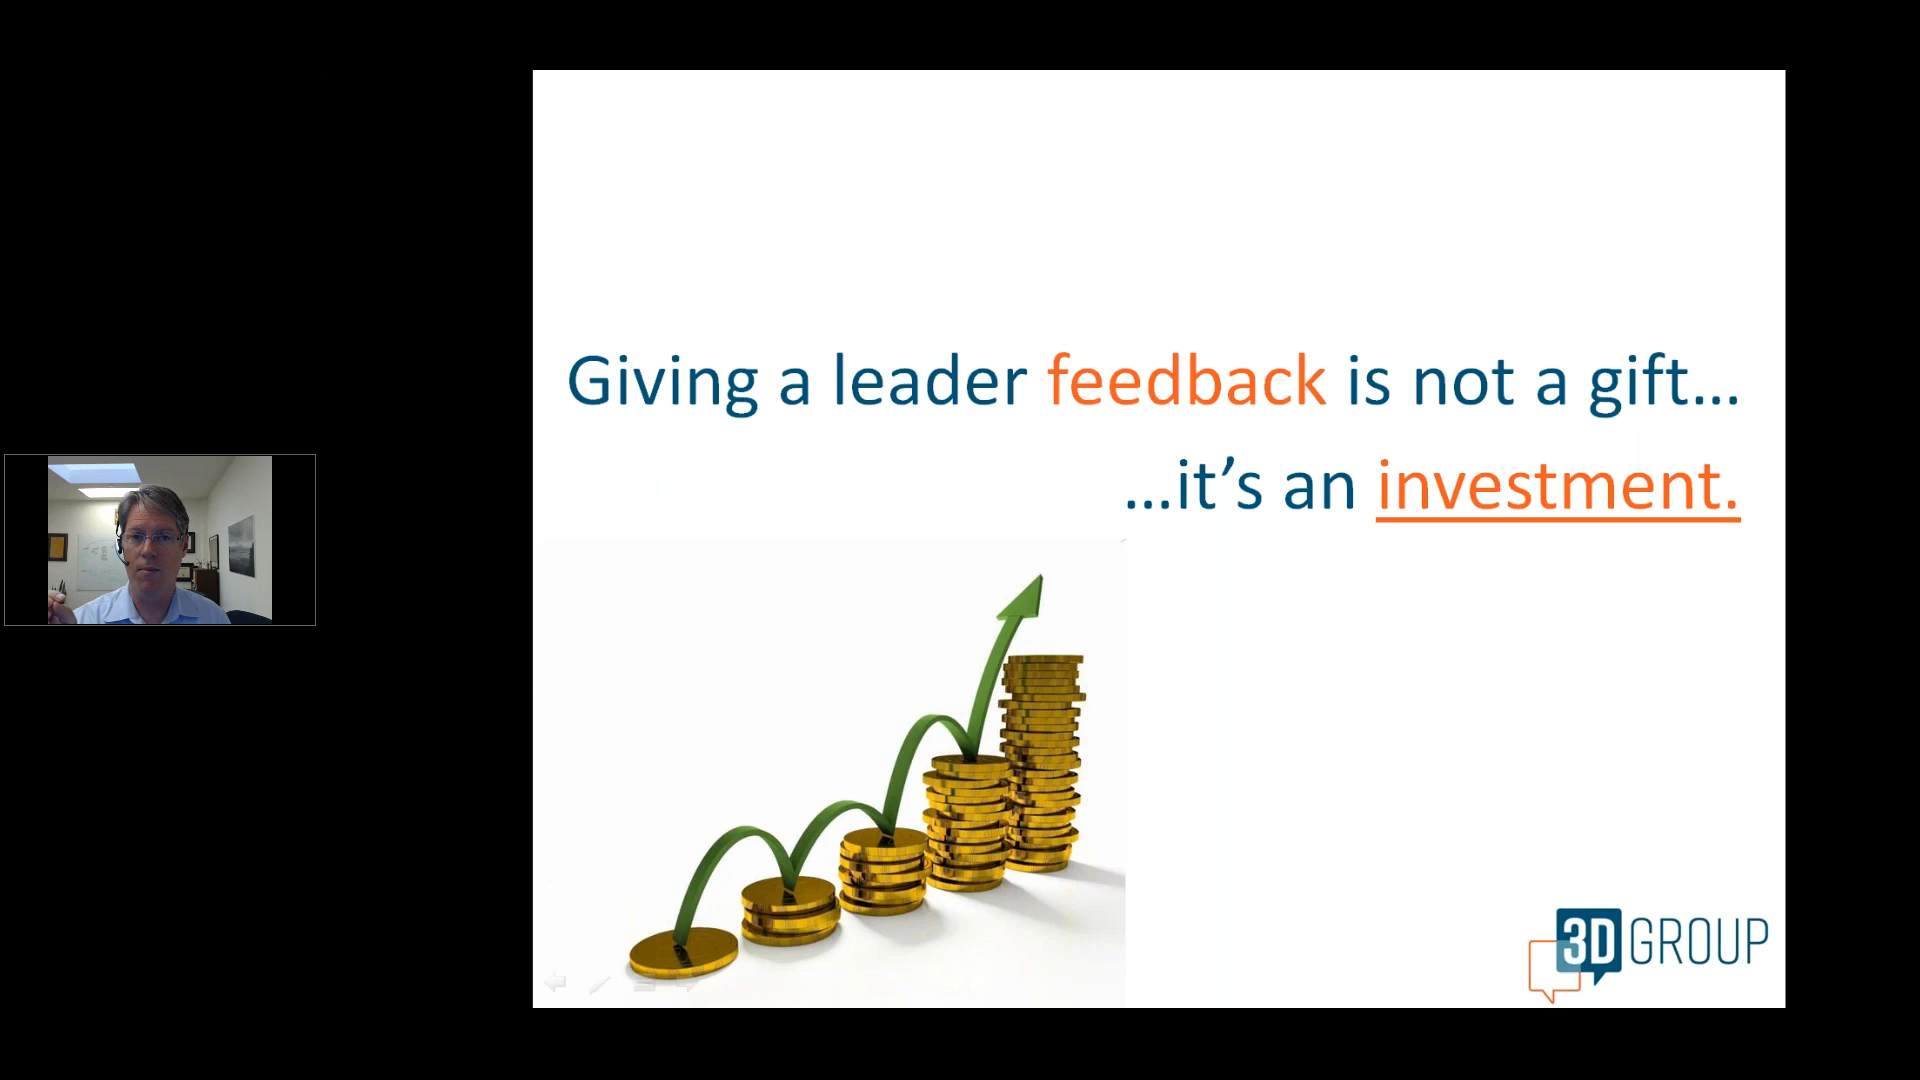 Giving a leader feedback is not a gift...
...it’s an investment.
3D GROUP